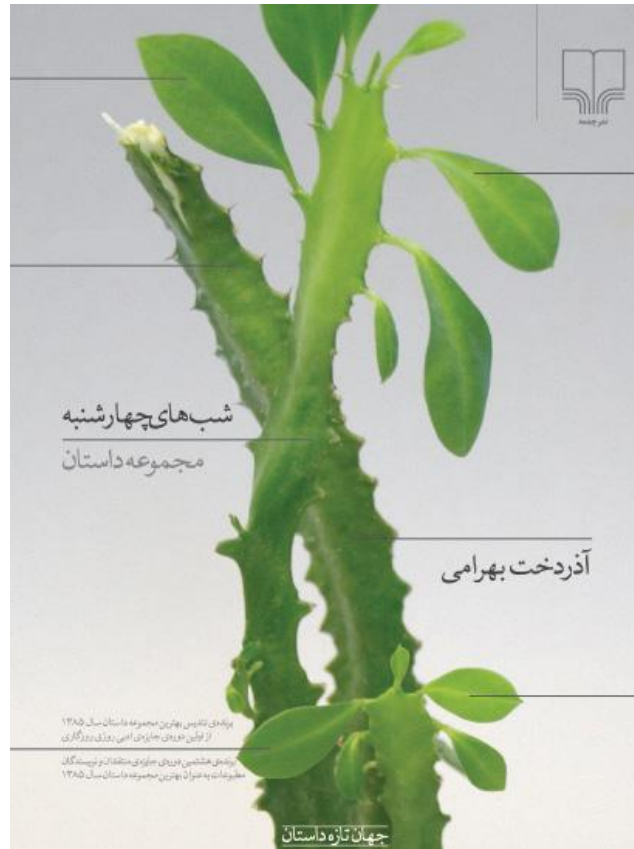 نشر چشمه
شب‌های چهارشنبه
مجموعه داستان
آذردخت بهرامی
برنده‌ی تندیس بهترین مجموعه داستان سال ۱۳۸۵
از اولین دوره‌ی جایزه‌ی ادبی روزی روزگاری
برنده‌ی هشتمین دوره‌ی جایزه‌ی منتقدان و نویسندگان
مطبوعات به عنوان بهترین مجموعه داستان سال ۱۳۸۵
جهان تازه داستان